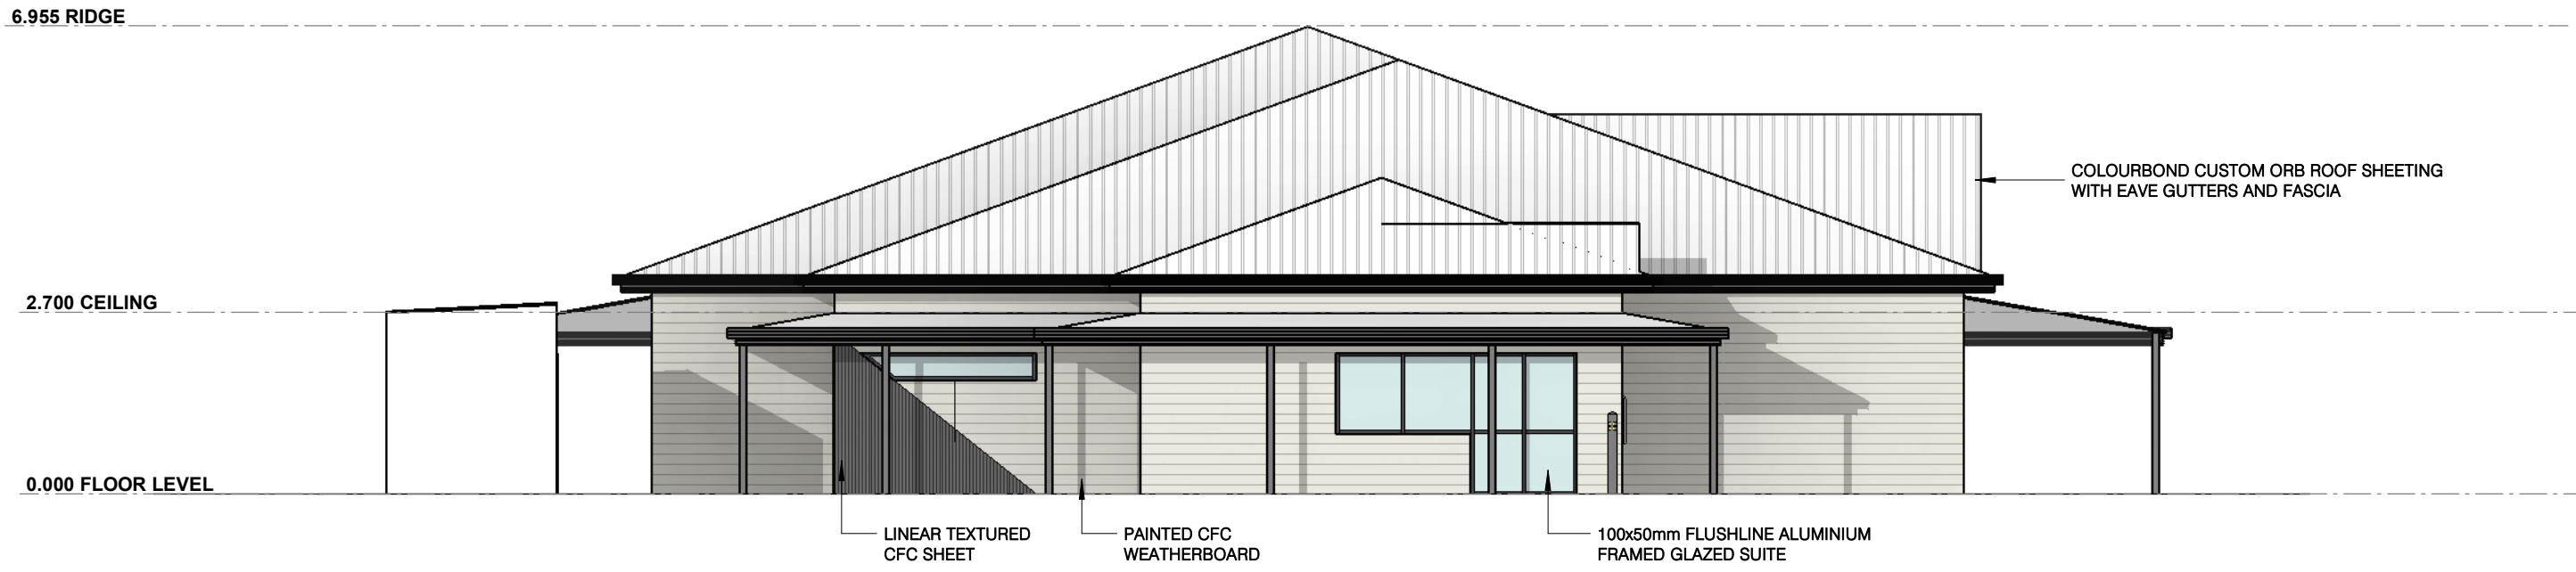 6.955 RIDGE
COLOURBOND CUSTOM ORB ROOF SHEETING
WITH EAVE GUTTERS AND FASCIA
2.700 CEILING
0.000 FLOOR LEVEL
LINEAR TEXTURED
CFC SHEET
PAINTED CFC
WEATHERBOARD
100x50mm FLUSHLINE ALUMINIUM
FRAMED GLAZED SUITE